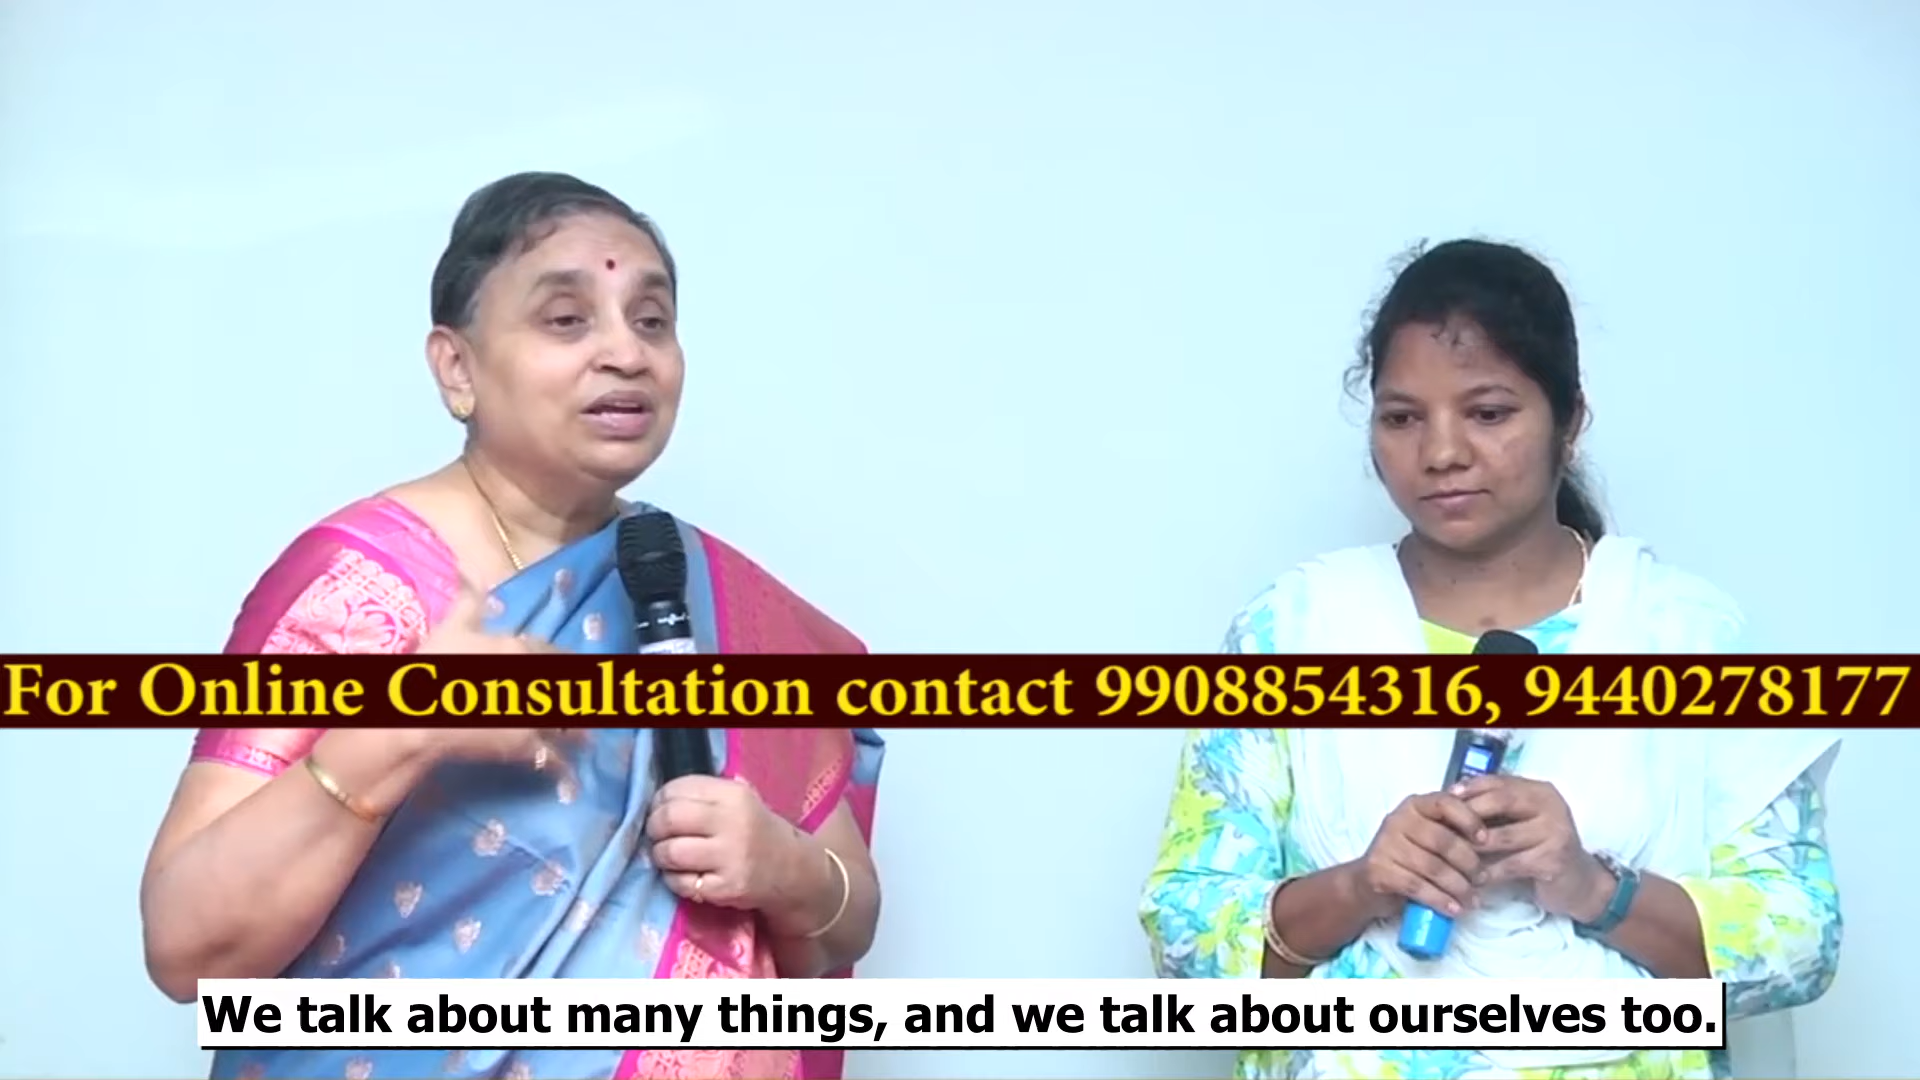 For Online Consultation contact 9908854316, 9440278177
We talk about many things, and we talk about ourselves too.